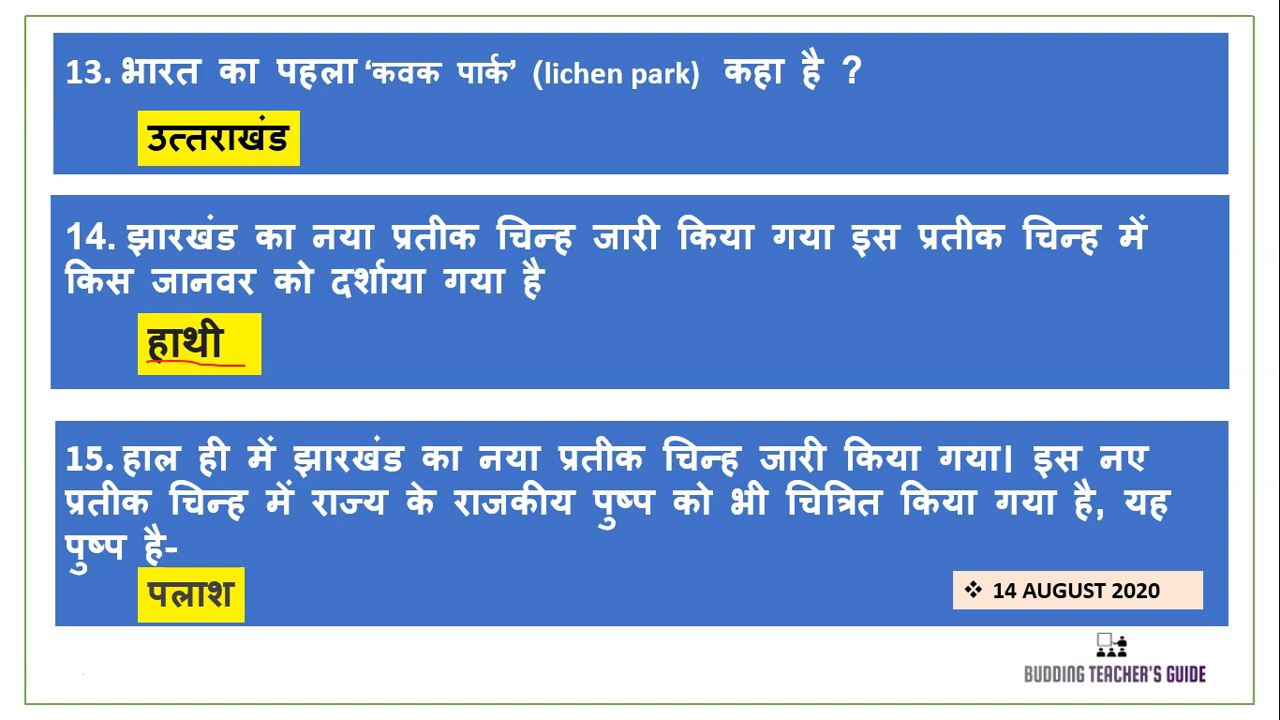 13. भारत का पहला ‘कवक पार्क’ (lichen park) कहा है ?
उत्तराखंड
14. झारखंड का नया प्रतीक चिन्ह जारी किया गया इस प्रतीक चिन्ह में
किस जानवर को दर्शाया गया है
हाथी
15. हाल ही में झारखंड का नया प्रतीक चिन्ह जारी किया गया। इस नए
प्रतीक चिन्ह में राज्य के राजकीय पुष्प को भी चित्रित किया गया है, यह
पुष्प है-
पलाश
❖ 14 AUGUST 2020
BUDDING TEACHER'S GUIDE